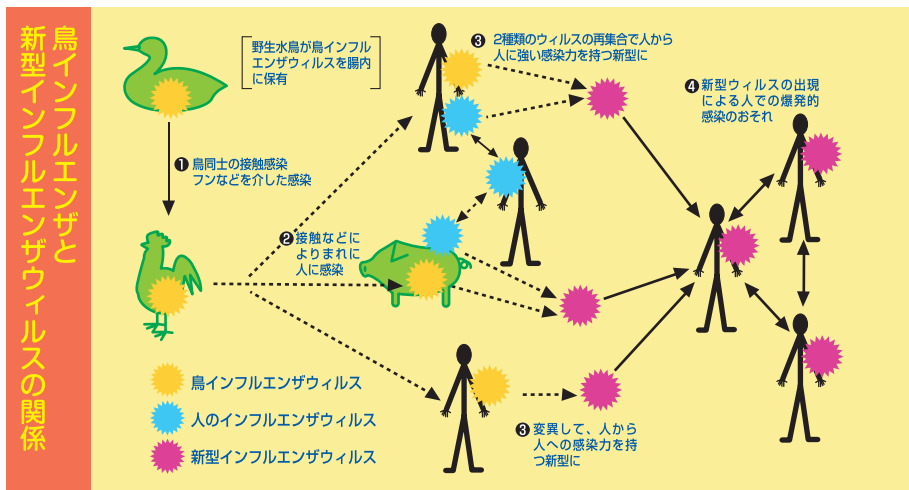 鳥インフルエンザと
新型インフルエンザウィルスの関係
野生水鳥が鳥インフル
エンザウィルスを腸内
に保有
❶鳥同士の接触感染
フンなどを介した感染
❷接触などに
よりまれに
人に感染
❸2種類のウィルスの再集合で人から
人に強い感染力を持つ新型に
❹新型ウィルスの出現
による人での爆発的
感染のおそれ
❸変異して、人から
人への感染力を持
つ新型に
鳥インフルエンザウィルス
人のインフルエンザウィルス
新型インフルエンザウィルス